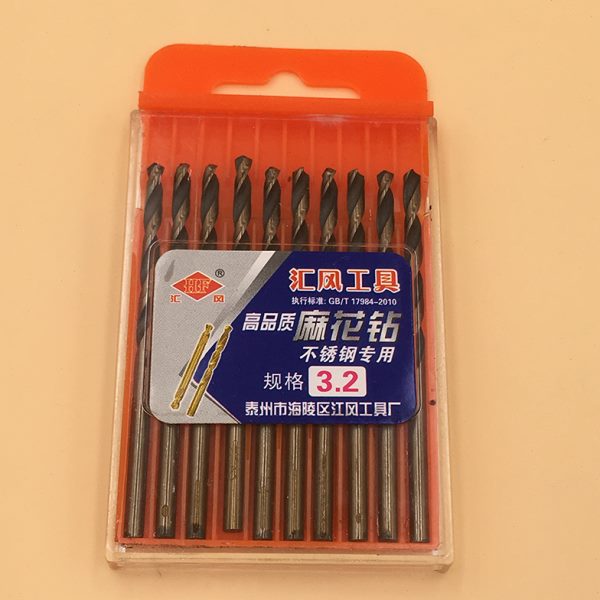 HF®
汇 风
汇风工具
执行标准: GB/T 17984-2010
高品质 麻花钻
不锈钢专用
规格 3.2
泰州市海陵区江风工具厂